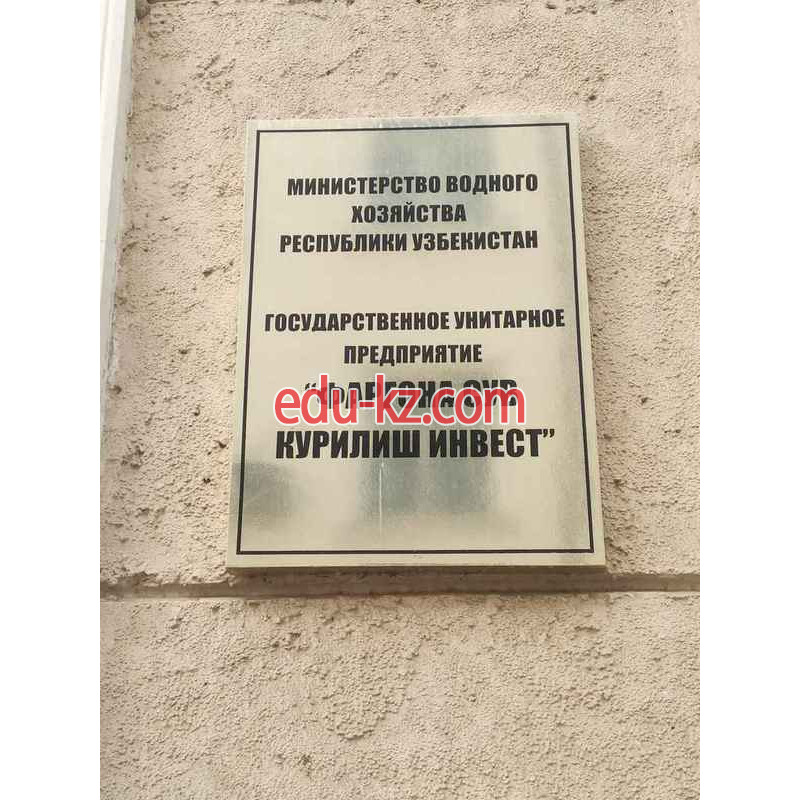 МИНИСТЕРСТВО ВОДНОГО
ХОЗЯЙСТВА
РЕСПУБЛИКИ УЗБЕКИСТАН
ГОСУДАРСТВЕННОЕ УНИТАРНОЕ
ПРЕДПРИЯТИЕ
edu-kz.com
КУРИЛИШ ИНВЕСТ”